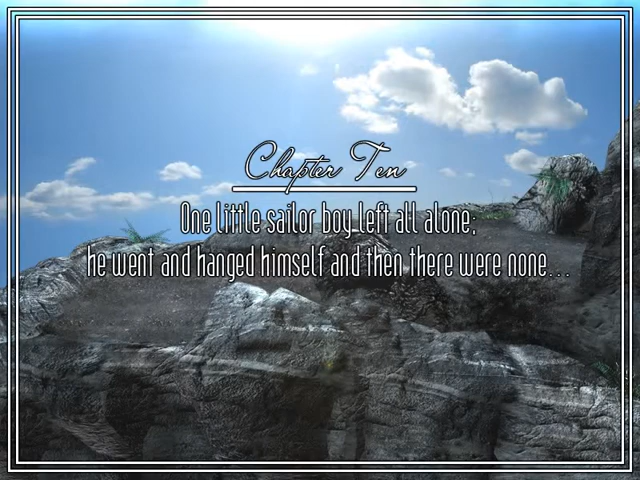 Chapter Ten
One little sailor boy left all alone;
he went and hanged himself and then there were none...